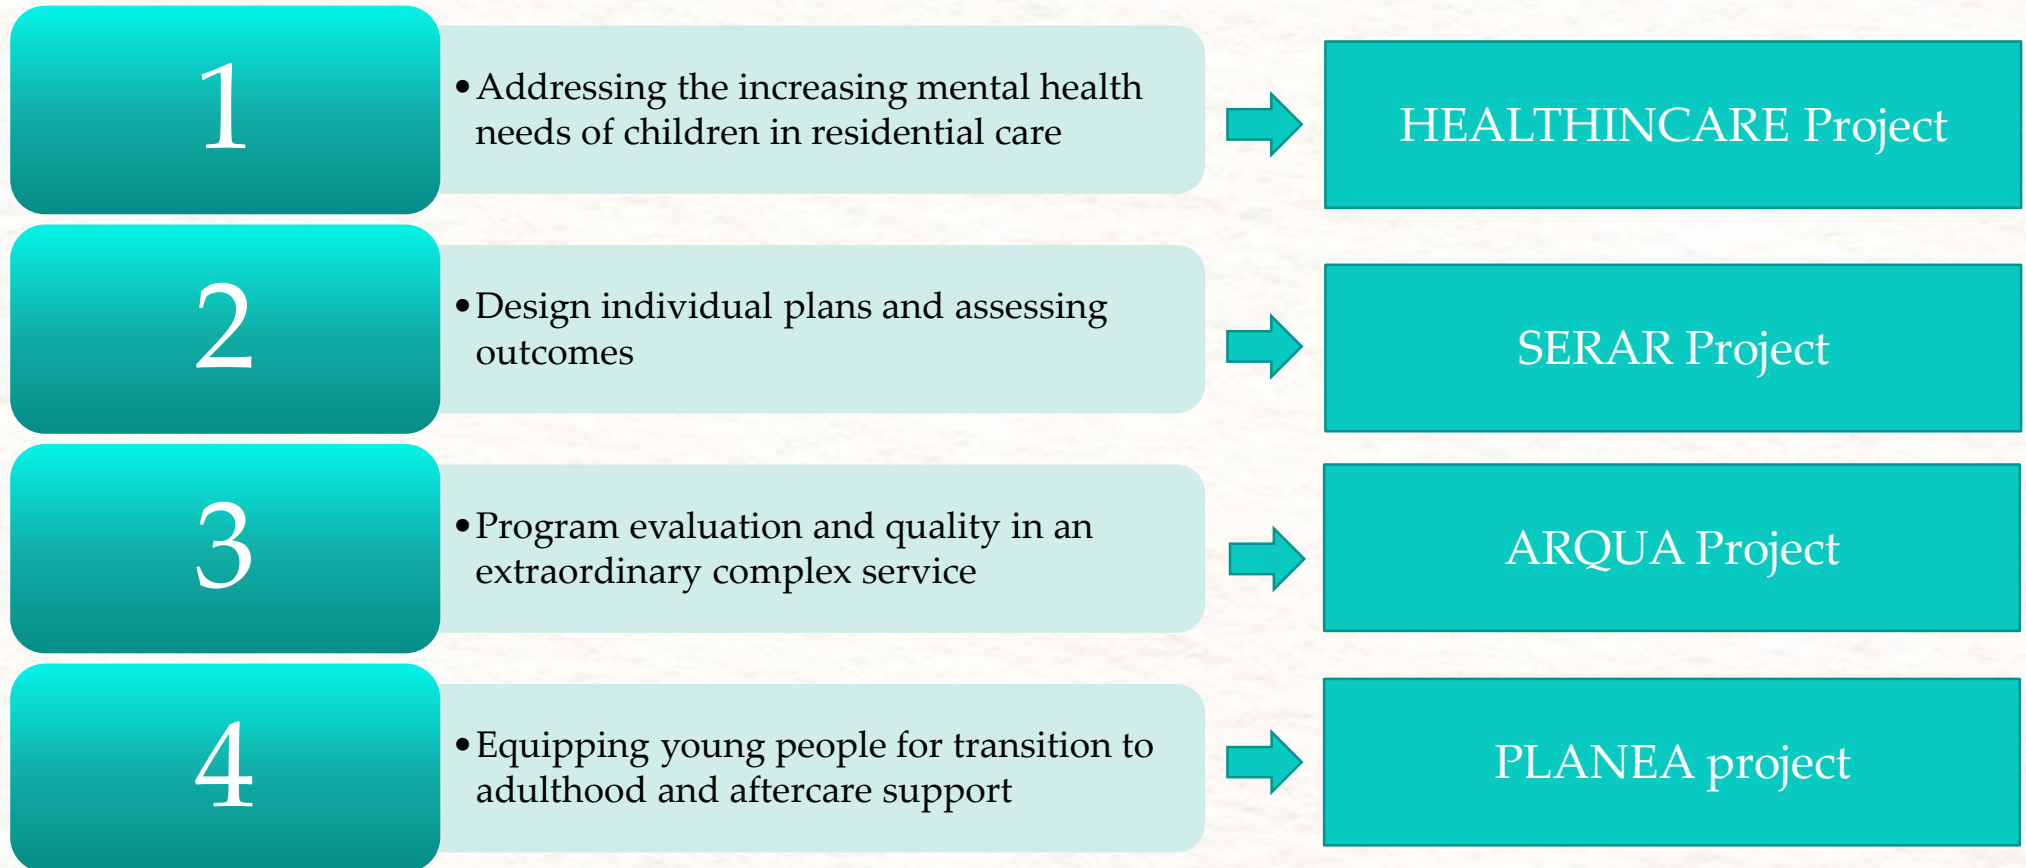 1
•Addressing the increasing mental health
needs of children in residential care
HEALTHINCARE Project
2
•Design individual plans and assessing
outcomes
SERAR Project
3
•Program evaluation and quality in an
extraordinary complex service
ARQUA Project
4
•Equipping young people for transition to
adulthood and aftercare support
PLANEA project